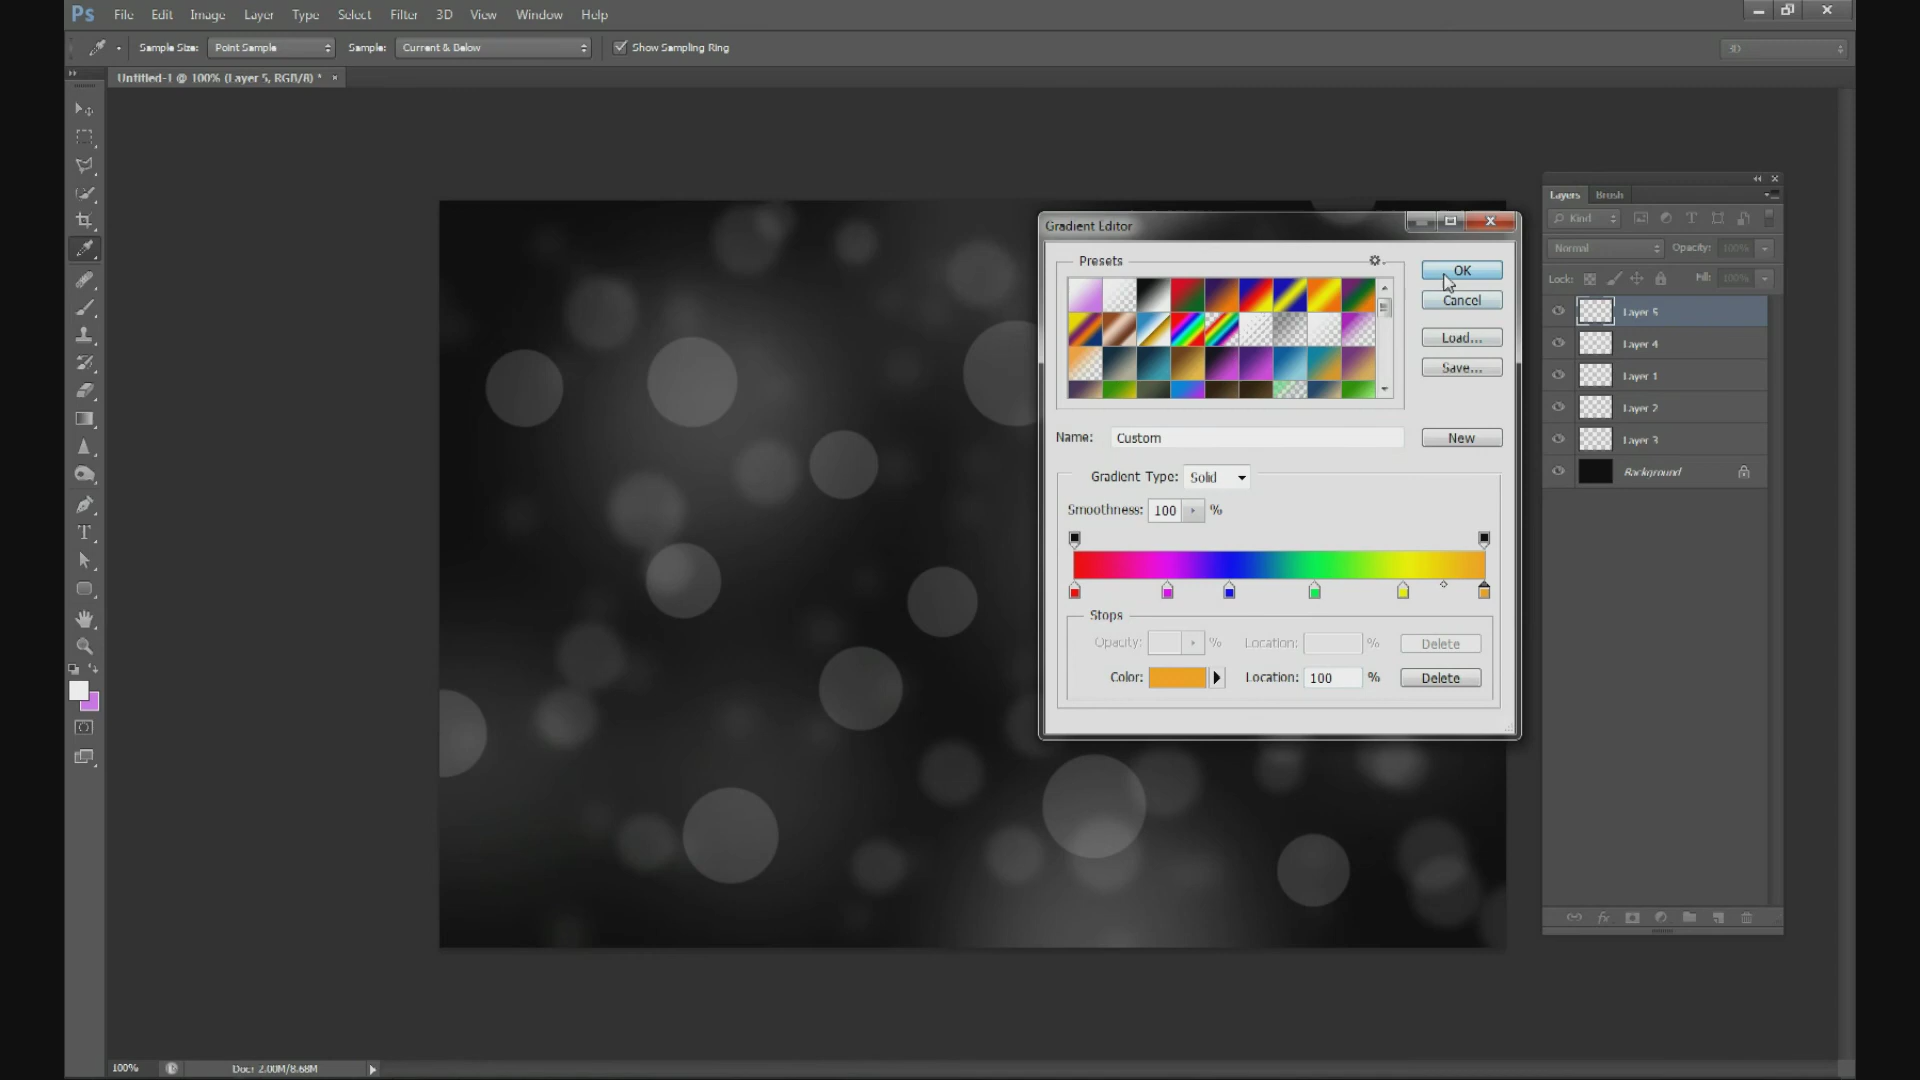 Ps File Edit Image Layer Type Select Filter 3D View Window Help
Sample Size: Point Sample Sample: Current & Below Show Sampling Ring 3D
Untitled-1 @ 100% (Layer 5, RGB/8) * ×
Layers Brush
Kind
Normal Opacity: 100%
Lock: Fill: 100%
Layer 5
Layer 4
Layer 1
Layer 2
Layer 3
Background
Gradient Editor
Presets
OK
Cancel
Load...
Save...
Name: Custom New
Gradient Type: Solid
Smoothness: 100 %
Stops
Opacity: % Location: % Delete
Color: Location: 100 % Delete
T
fx
100% Doc: 2.00M/8.68M